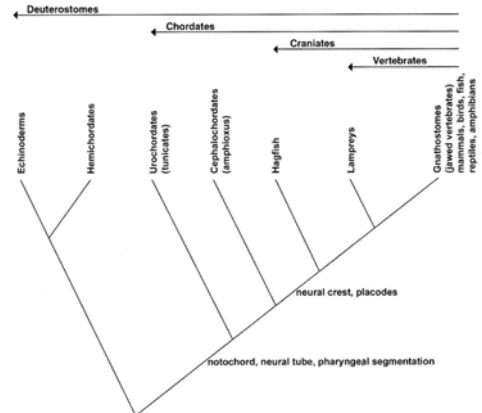 Deuterostomes
Chordates
Craniates
Vertebrates
Echinoderms
Hemichordates
Urochordates
(tunicates)
Cephalochordates
(amphioxus)
Hagfish
Lampreys
Gnathostomes
(jawed vertebrates)
mammals, birds, fish,
reptiles, amphibians
neural crest, placodes
notochord, neural tube, pharyngeal segmentation